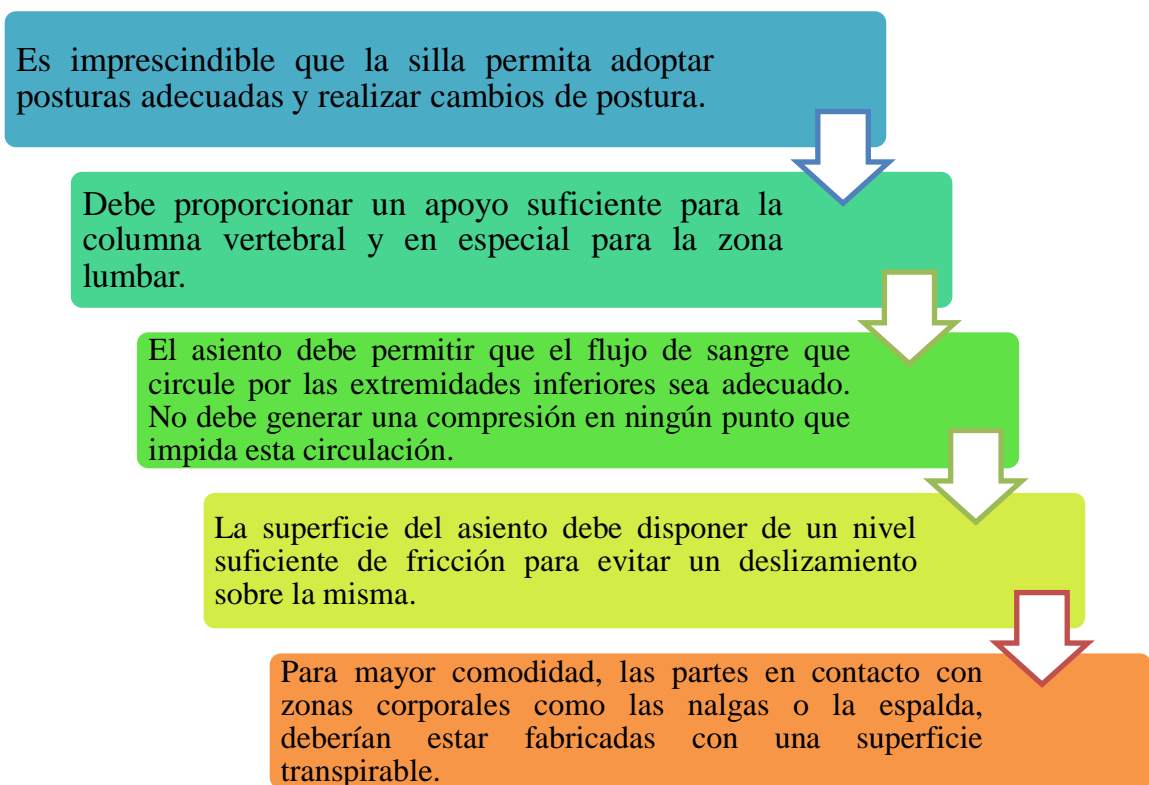 Es imprescindible que la silla permita adoptar
posturas adecuadas y realizar cambios de postura.
Debe proporcionar un apoyo suficiente para la
columna vertebral y en especial para la zona
lumbar.
El asiento debe permitir que el flujo de sangre que
circule por las extremidades inferiores sea adecuado.
No debe generar una compresión en ningún punto que
impida esta circulación.
La superficie del asiento debe disponer de un nivel
suficiente de fricción para evitar un deslizamiento
sobre la misma.
Para mayor comodidad, las partes en contacto con
zonas corporales como las nalgas o la espalda,
deberían estar fabricadas con una superficie
transpirable.